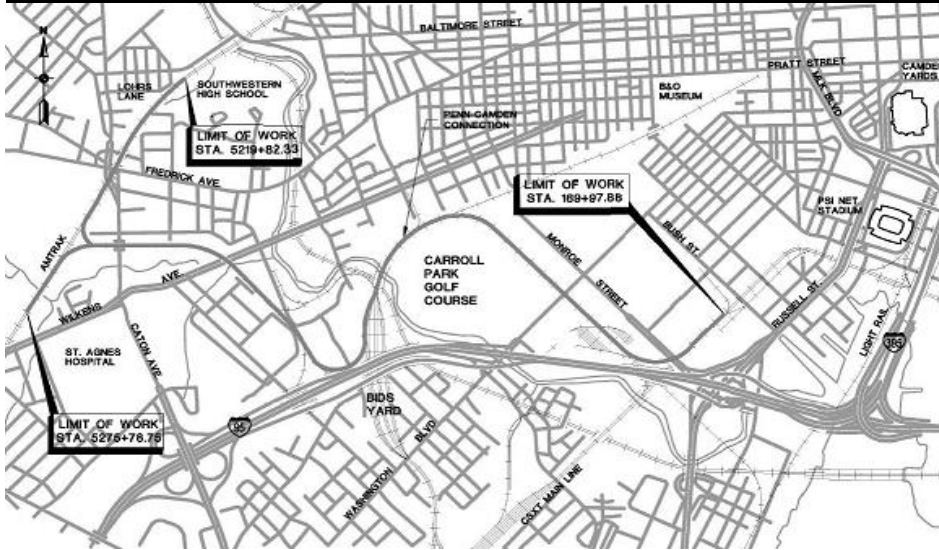 N
BALTIMORE STREET
PRATT STREET
CAMDEN
YARDS
LOHRS
LANE
SOUTHWESTERN
HIGH SCHOOL
B&O
MUSEUM
MLK BLVD
PENN-CAMDEN
CONNECTION
LIMIT OF WORK
STA. 5219+82.33
FREDRICK AVE.
LIMIT OF WORK
STA. 169+97.88
PSI NET
STADIUM
AMTRAK
MONROE
STREET
BUSH ST.
CARROLL
PARK
GOLF
COURSE
WILKENS AVE.
RUSSELL ST.
LIGHT RAIL
395
ST. AGNES
HOSPITAL
CATON AVE.
BIDS
YARD
LIMIT OF WORK
STA. 5275+78.75
95
WASHINGTON BLVD
CSXT MAIN LINE